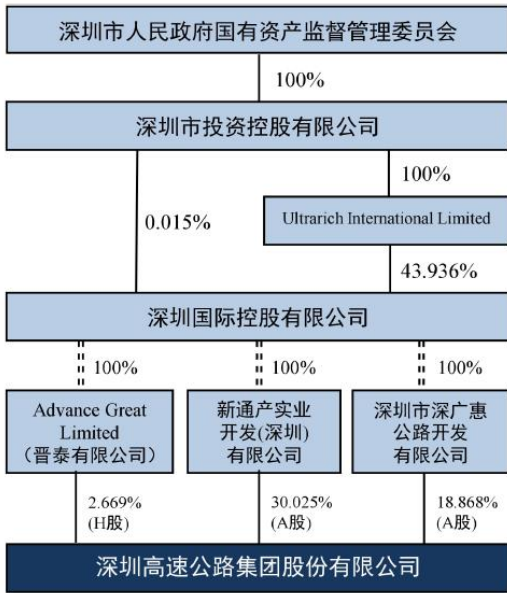 深圳市人民政府国有资产监督管理委员会
100%
深圳市投资控股有限公司
100%
0.015%
Ultrarich International Limited
43.936%
深圳国际控股有限公司
100%
100%
100%
Advance Great
Limited
（晋泰有限公司）
新通产实业
开发(深圳)
有限公司
深圳市深广惠
公路开发
有限公司
2.669%
(H股)
30.025%
(A股)
18.868%
(A股)
深圳高速公路集团股份有限公司